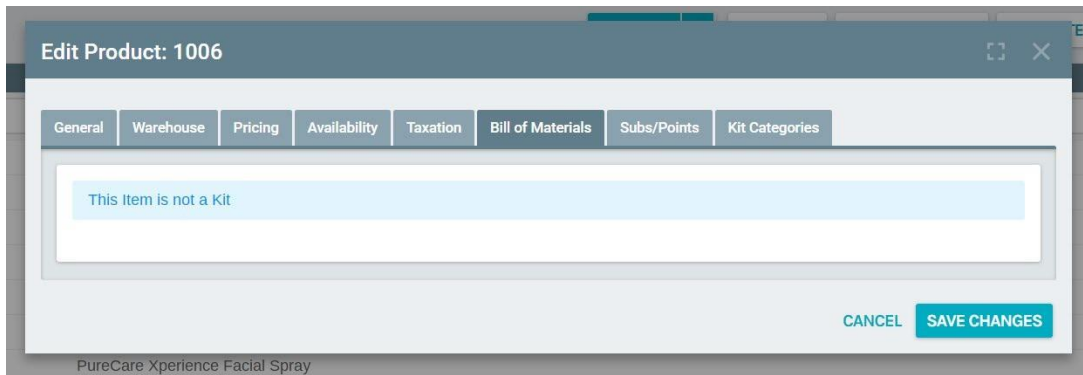 Edit Product: 1006
General Warehouse Pricing Availability Taxation Bill of Materials Subs/Points Kit Categories
This Item is not a Kit
CANCEL SAVE CHANGES
PureCare Xperience Facial Spray